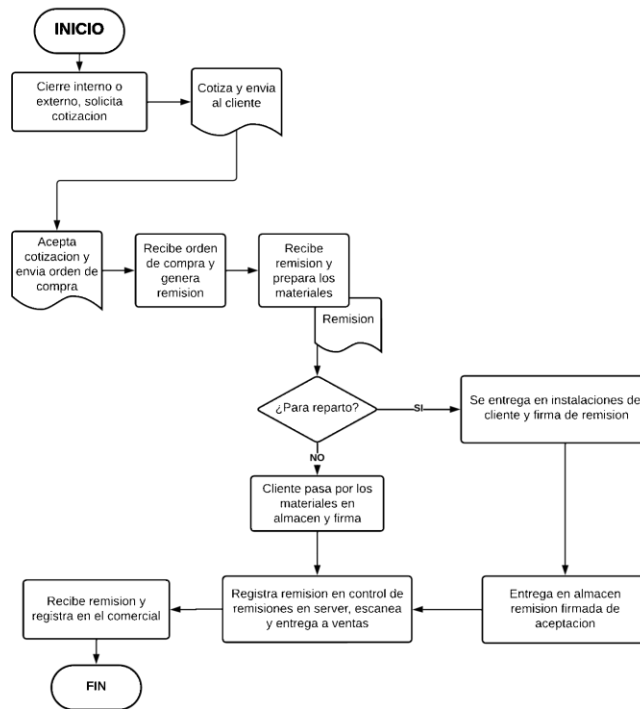 INICIO
Cierre interno o
externo, solicita
cotizacion
Cotiza y envia
al cliente
Acepta
cotizacion y
envia orden de
compra
Recibe orden
de compra y
genera
remision
Recibe
remision y
prepara los
materiales
Remision
¿Para reparto?
SI
Se entrega en instalaciones de
cliente y firma de remision
NO
Cliente pasa por los
materiales en
almacen y firma
Recibe remision y
registra en el comercial
Registra remision en control de
remisiones en server, escanea
y entrega a ventas
Entrega en almacen
remision firmada de
aceptacion
FIN